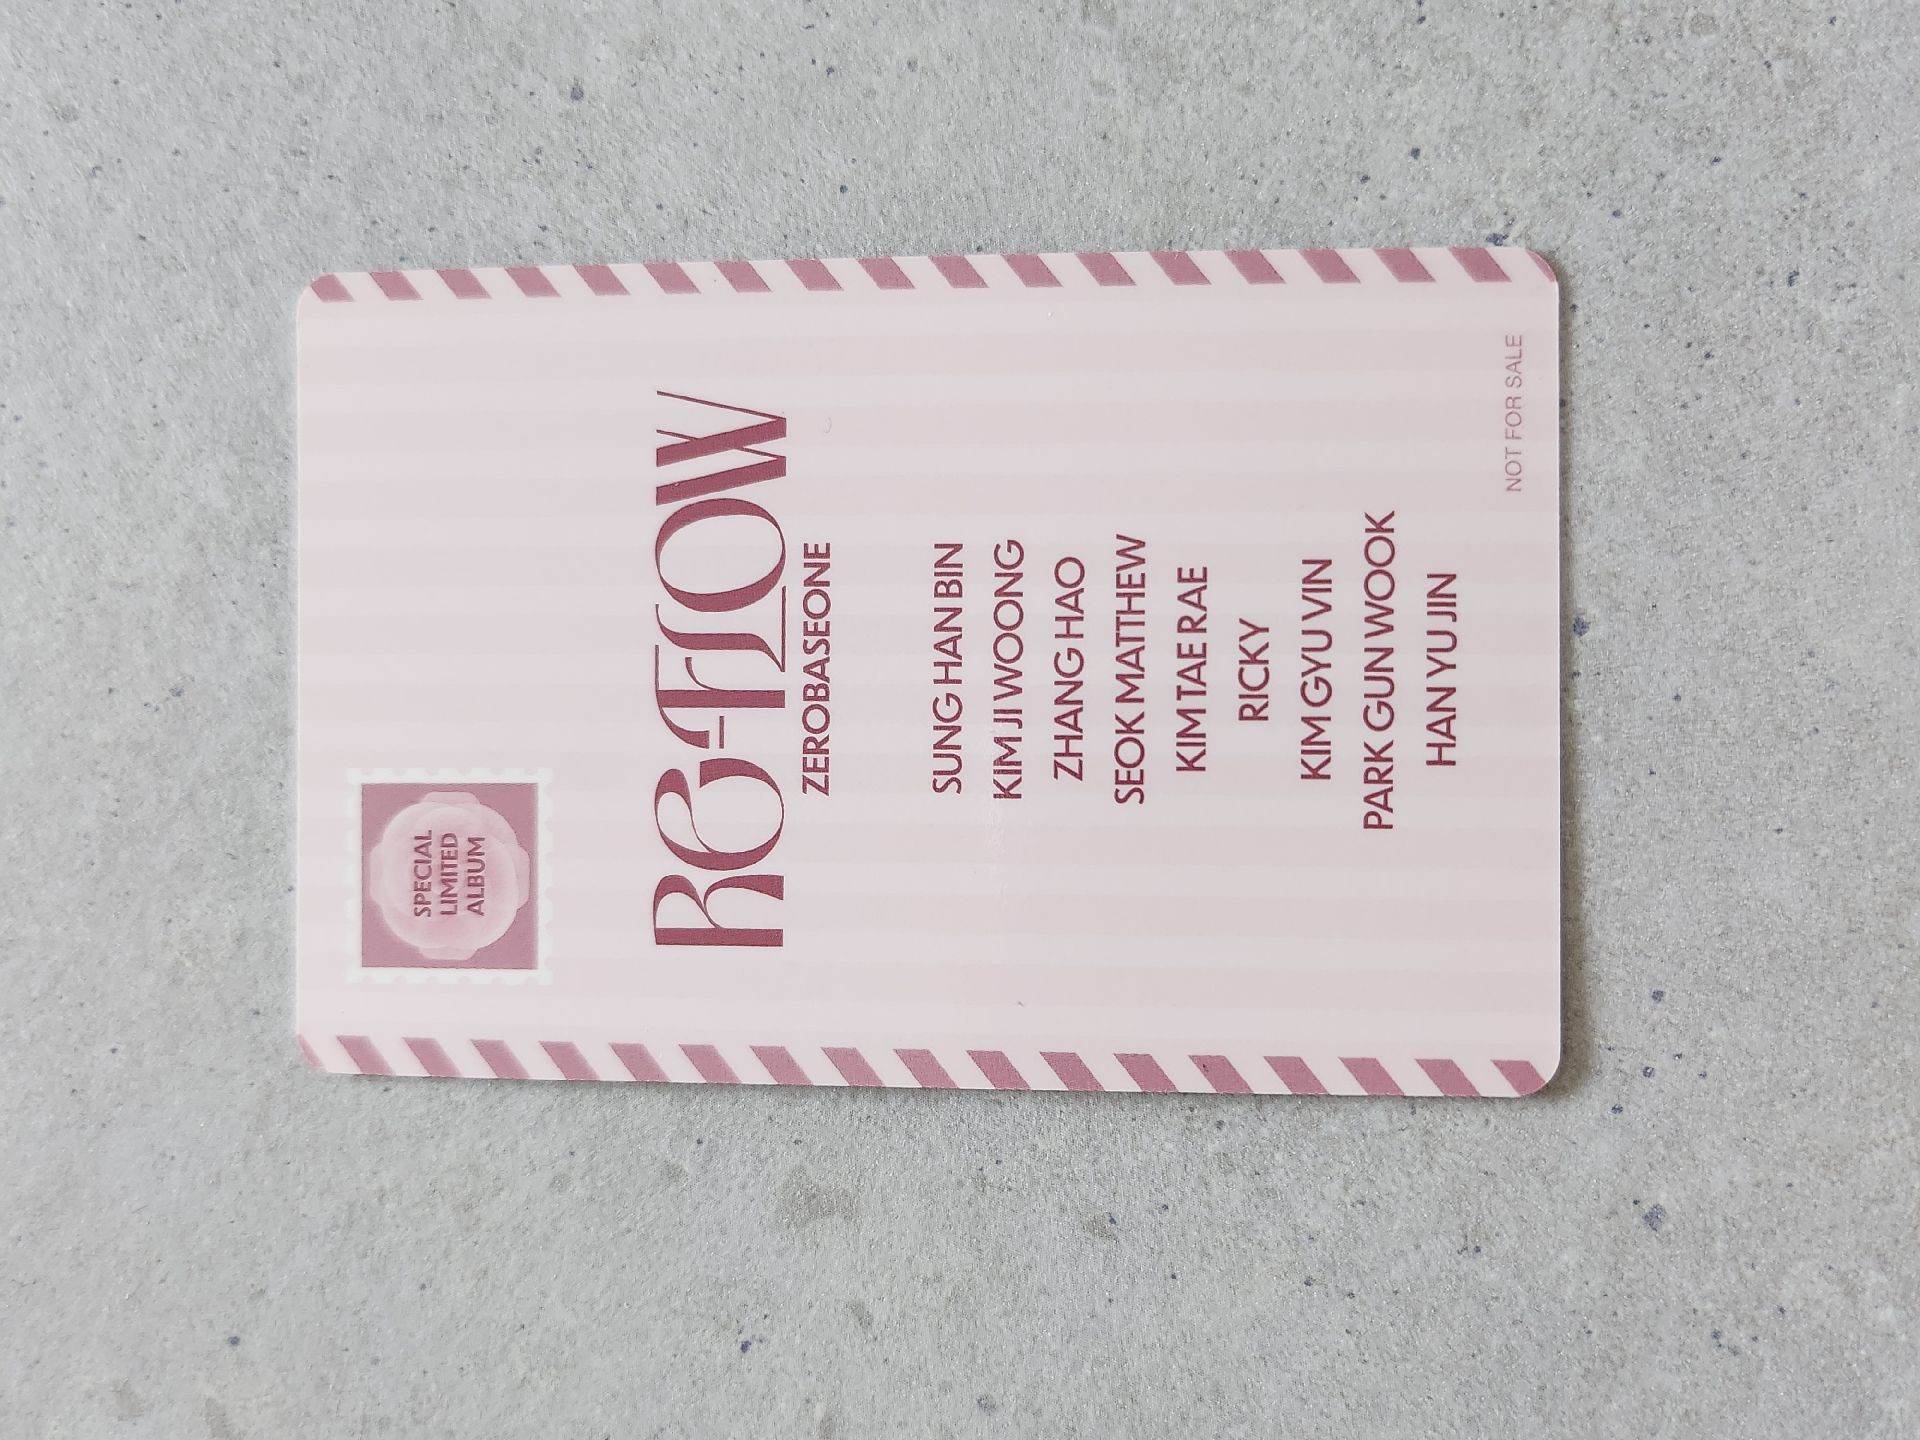 SPECIAL
LIMITED
ALBUM
RE-FLOW
ZEROBASEONE
SUNG HAN BIN
KIM JI WOONG
ZHANG HAO
SEOK MATTHEW
KIM TAE RAE
RICKY
KIM GYU VIN
PARK GUN WOOK
HAN YU JIN
NOT FOR SALE